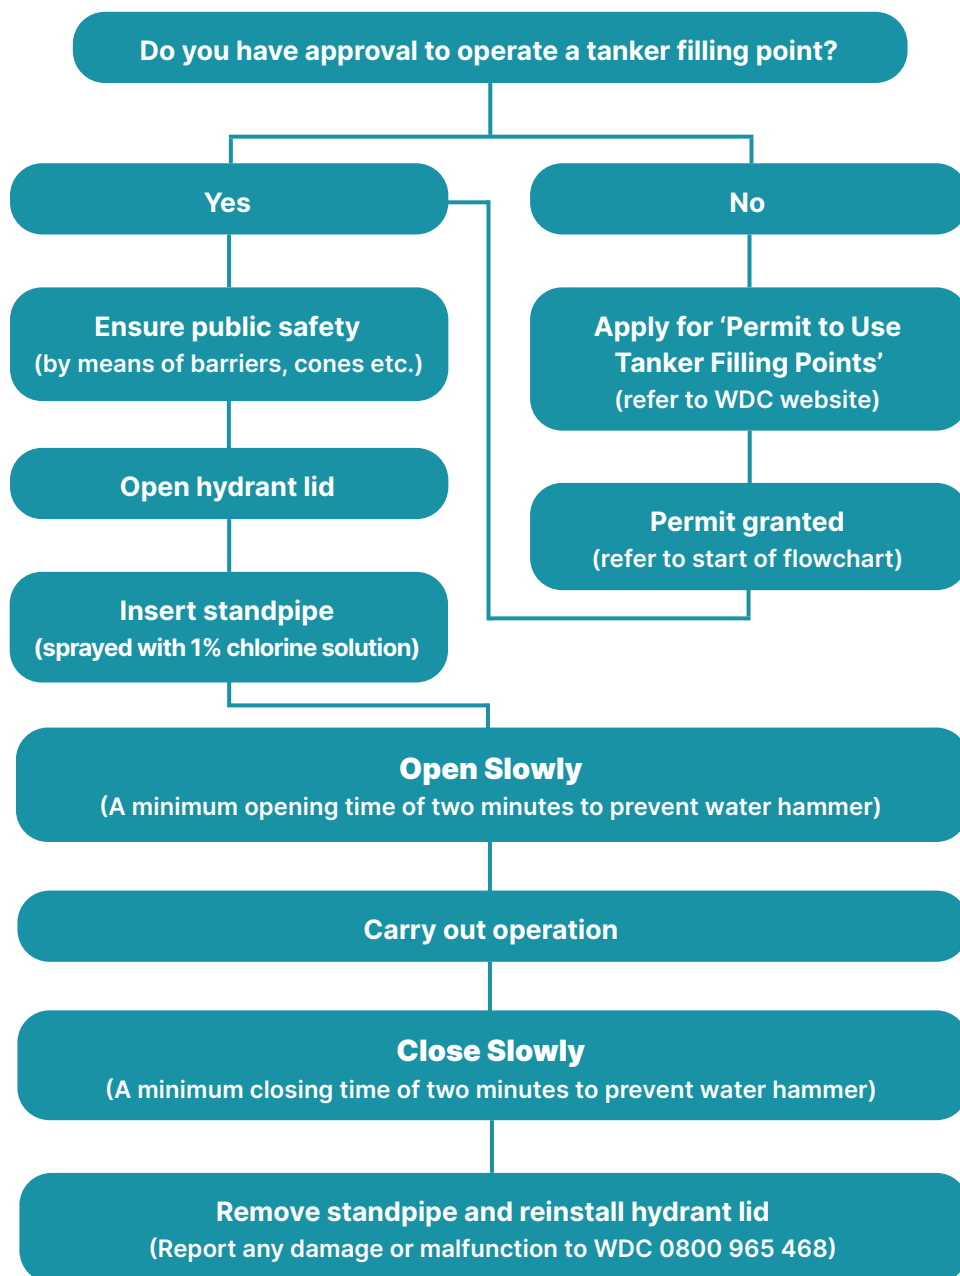 Do you have approval to operate a tanker filling point?
Yes
No
Ensure public safety
(by means of barriers, cones etc.)
Apply for ‘Permit to Use
Tanker Filling Points’
(refer to WDC website)
Open hydrant lid
Permit granted
(refer to start of flowchart)
Insert standpipe
(sprayed with 1% chlorine solution)
Open Slowly
(A minimum opening time of two minutes to prevent water hammer)
Carry out operation
Close Slowly
(A minimum closing time of two minutes to prevent water hammer)
Remove standpipe and reinstall hydrant lid
(Report any damage or malfunction to WDC 0800 965 468)